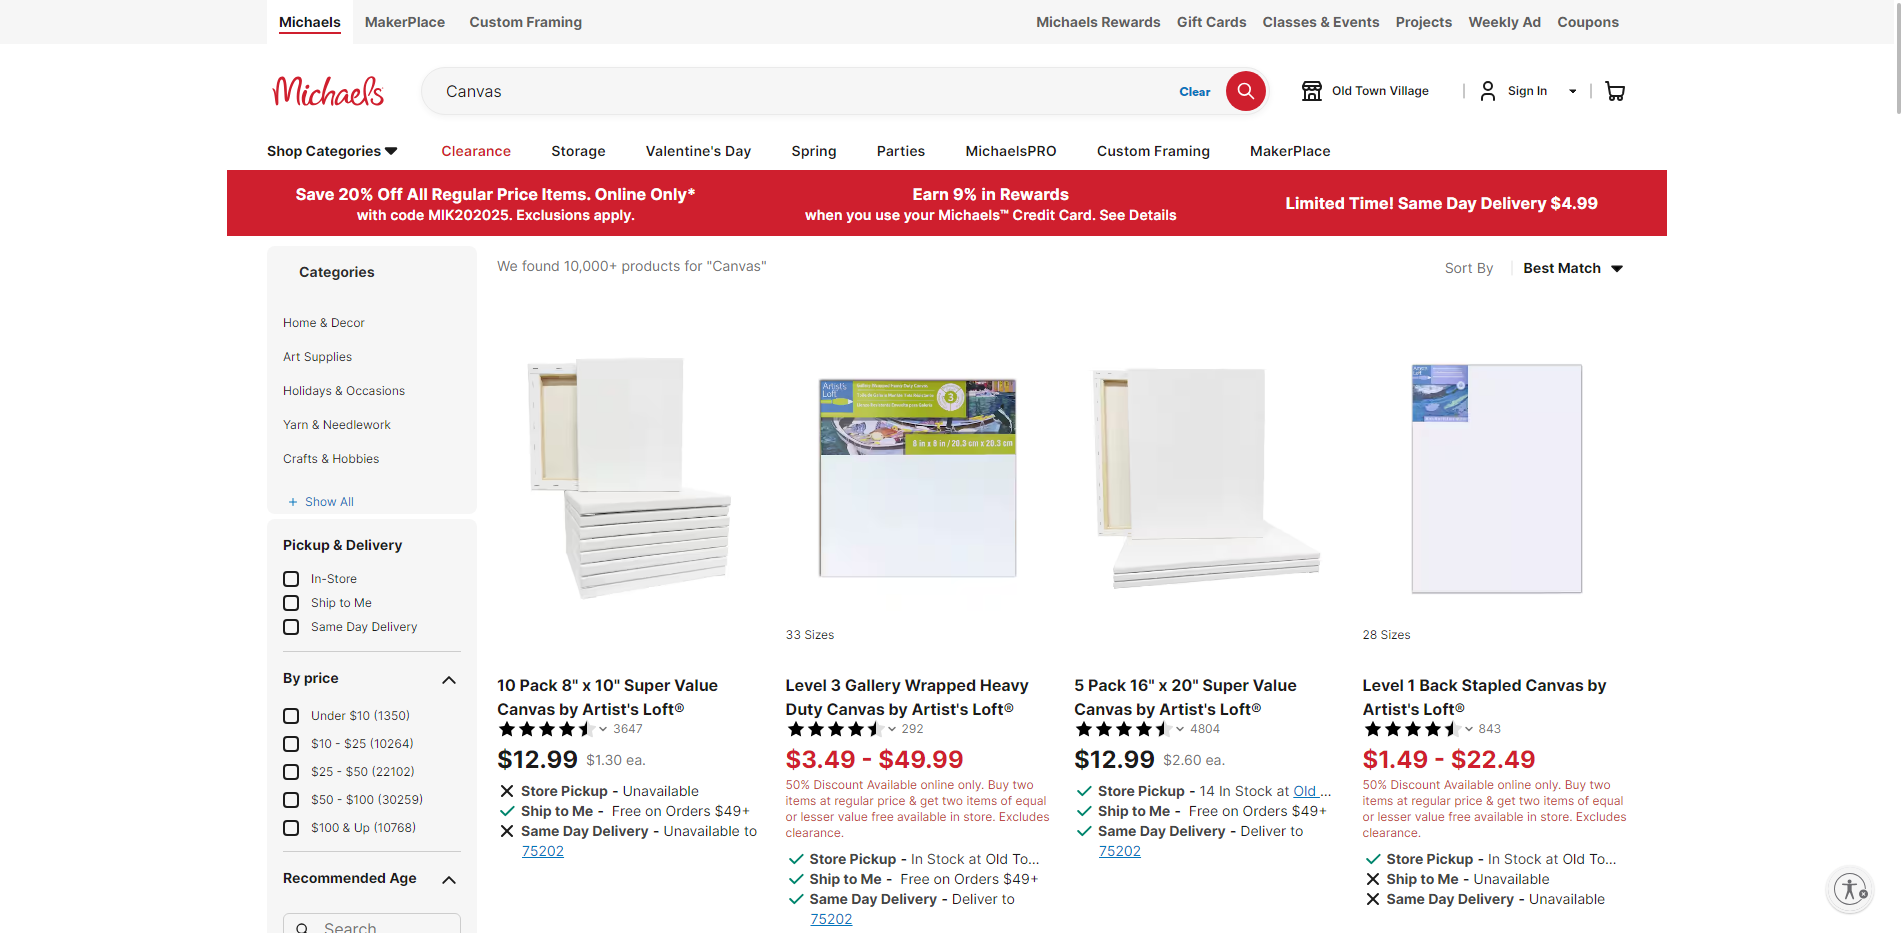 Michaels
MakerPlace
Custom Framing
Michaels Rewards
Gift Cards
Classes & Events
Projects
Weekly Ad
Coupons
Michaels
Canvas
Clear
Old Town Village
Sign In
Shop Categories
Clearance
Storage
Valentine's Day
Spring
Parties
MichaelsPRO
Custom Framing
MakerPlace
Save 20% Off All Regular Price Items. Online Only*
with code MIK202025. Exclusions apply.
Earn 9% in Rewards
when you use your Michaels™ Credit Card. See Details
Limited Time! Same Day Delivery $4.99
Categories
Home & Decor
Art Supplies
Holidays & Occasions
Yarn & Needlework
Crafts & Hobbies
+ Show All
Pickup & Delivery
In-Store
Ship to Me
Same Day Delivery
By price
Under $10 (1350)
$10 - $25 (10264)
$25 - $50 (22102)
$50 - $100 (30259)
$100 & Up (10768)
Recommended Age
Search
We found 10,000+ products for "Canvas"
Sort By
Best Match
10 Pack 8" x 10" Super Value
Canvas by Artist's Loft®
3647
$12.99 $1.30 ea.
Store Pickup - Unavailable
Ship to Me - Free on Orders $49+
Same Day Delivery - Unavailable to
75202
Artist's
Loft
3
8 in x 8 in / 20.3 cm x 20.3 cm
33 Sizes
Level 3 Gallery Wrapped Heavy
Duty Canvas by Artist's Loft®
292
$3.49 - $49.99
50% Discount Available online only. Buy two
items at regular price & get two items of equal
or lesser value free available in store. Excludes
clearance.
Store Pickup - In Stock at Old To...
Ship to Me - Free on Orders $49+
Same Day Delivery - Deliver to
75202
5 Pack 16" x 20" Super Value
Canvas by Artist's Loft®
4804
$12.99 $2.60 ea.
Store Pickup - 14 In Stock at Old ...
Ship to Me - Free on Orders $49+
Same Day Delivery - Deliver to
75202
28 Sizes
Level 1 Back Stapled Canvas by
Artist's Loft®
843
$1.49 - $22.49
50% Discount Available online only. Buy two
items at regular price & get two items of equal
or lesser value free available in store. Excludes
clearance.
Store Pickup - In Stock at Old To...
Ship to Me - Unavailable
Same Day Delivery - Unavailable